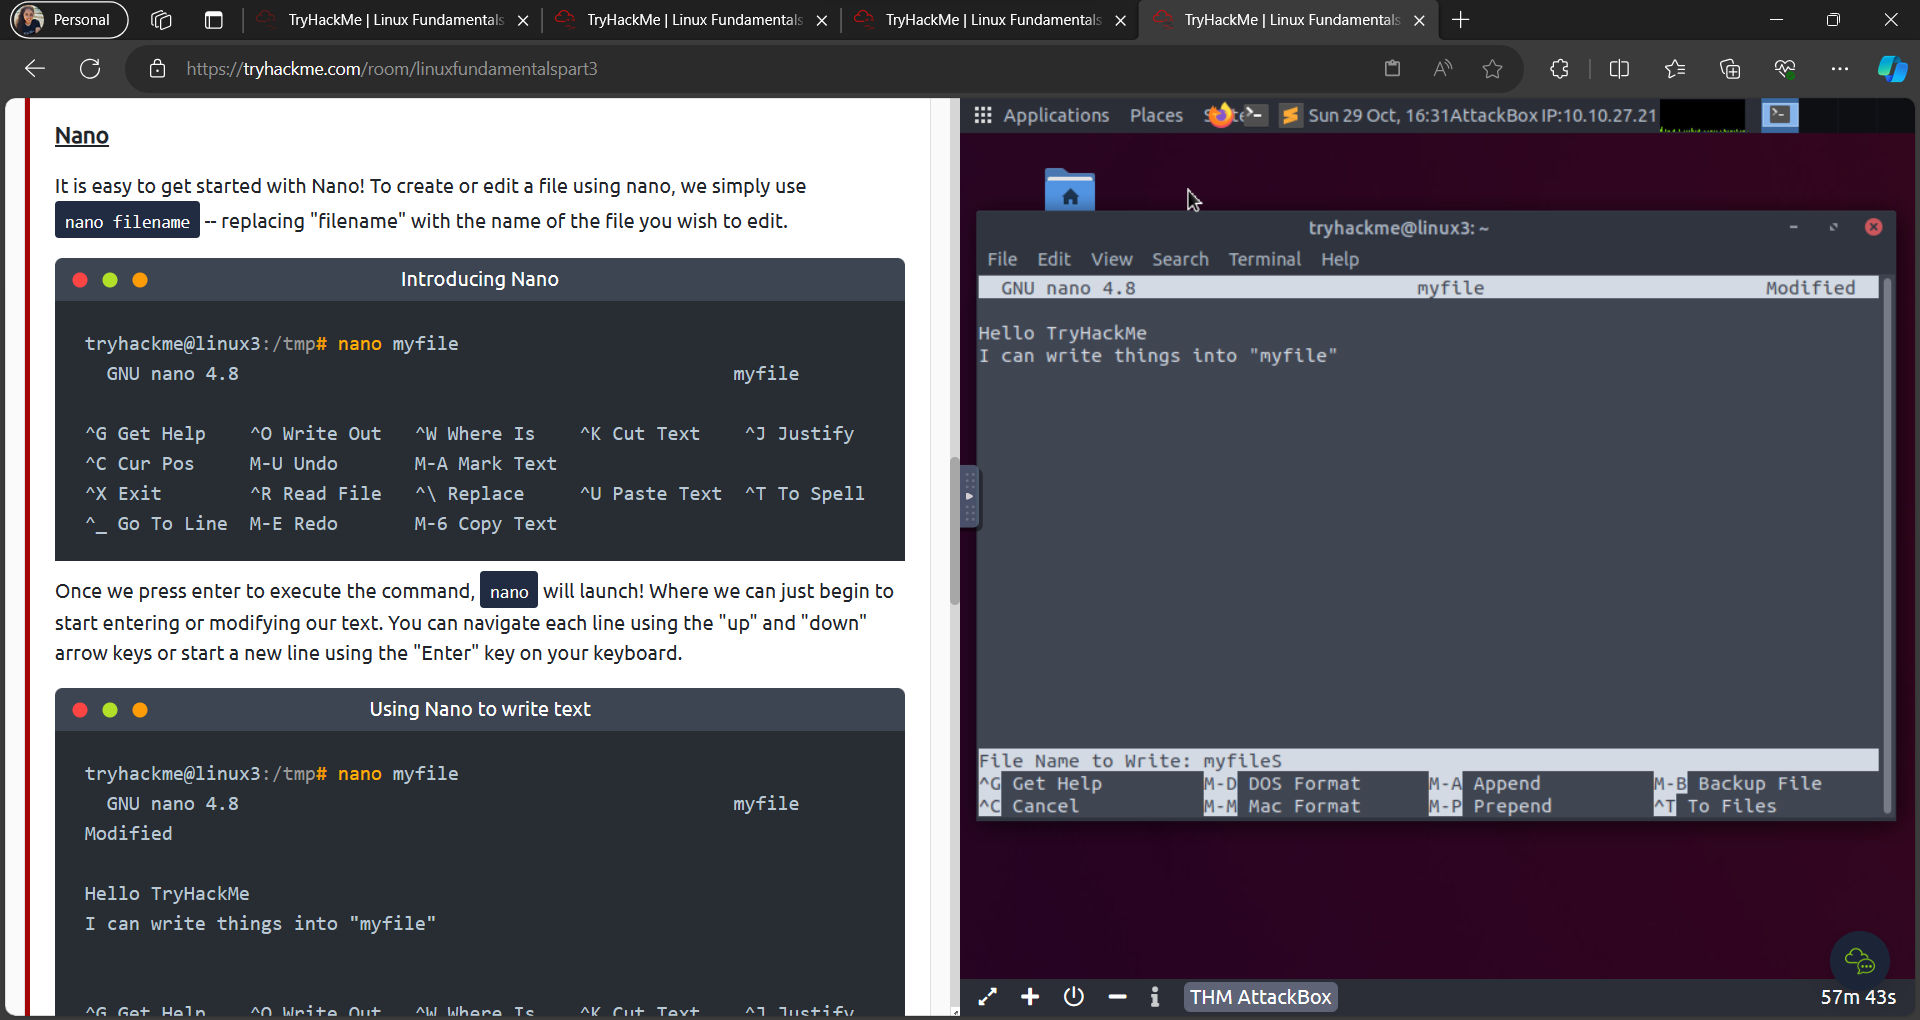 Personal
TryHackMe | Linux Fundamentals
TryHackMe | Linux Fundamentals
TryHackMe | Linux Fundamentals
TryHackMe | Linux Fundamentals
https://tryhackme.com/room/linuxfundamentalspart3
Nano
It is easy to get started with Nano! To create or edit a file using nano, we simply use
nano filename -- replacing "filename" with the name of the file you wish to edit.
Introducing Nano
tryhackme@linux3:/tmp# nano myfile
GNU nano 4.8 myfile
^G Get Help ^O Write Out ^W Where Is ^K Cut Text ^J Justify
^C Cur Pos M-U Undo M-A Mark Text
^X Exit ^R Read File ^\ Replace ^U Paste Text ^T To Spell
^_ Go To Line M-E Redo M-6 Copy Text
Once we press enter to execute the command, nano will launch! Where we can just begin to
start entering or modifying our text. You can navigate each line using the "up" and "down"
arrow keys or start a new line using the "Enter" key on your keyboard.
Using Nano to write text
tryhackme@linux3:/tmp# nano myfile
GNU nano 4.8 myfile
Modified
Hello TryHackMe
I can write things into "myfile"
^G Get Help ^O Write Out ^W Where Is ^K Cut Text ^J Justify
Applications Places Sun 29 Oct, 16:31 AttackBox IP:10.10.27.21
tryhackme@linux3: ~
File Edit View Search Terminal Help
GNU nano 4.8 myfile Modified
Hello TryHackMe
I can write things into "myfile"
File Name to Write: myfileS
^G Get Help M-D DOS Format M-A Append M-B Backup File
^C Cancel M-M Mac Format M-P Prepend ^T To Files
THM AttackBox
57m 43s